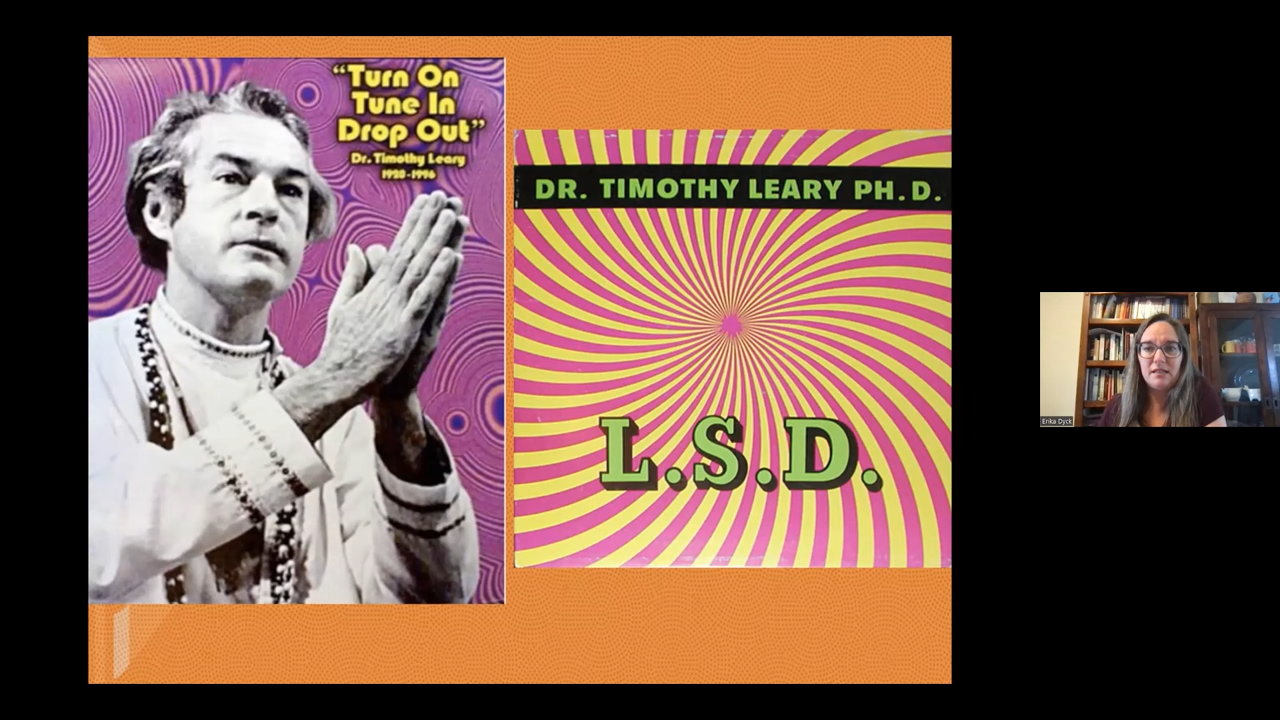 “Turn On
Tune In
Drop Out”
Dr. Timothy Leary
1920-1996
DR. TIMOTHY LEARY PH.D.
L.S.D.
Erika Dyck